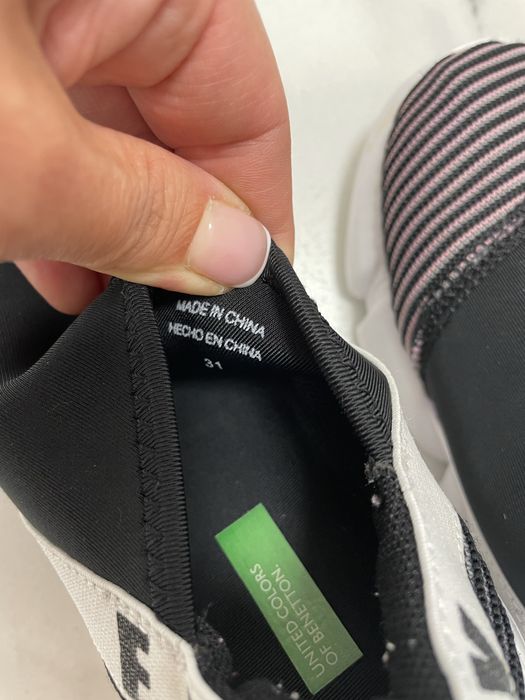 MADE IN CHINA
HECHO EN CHINA
31
UNITED COLORS
OF BENETTON.